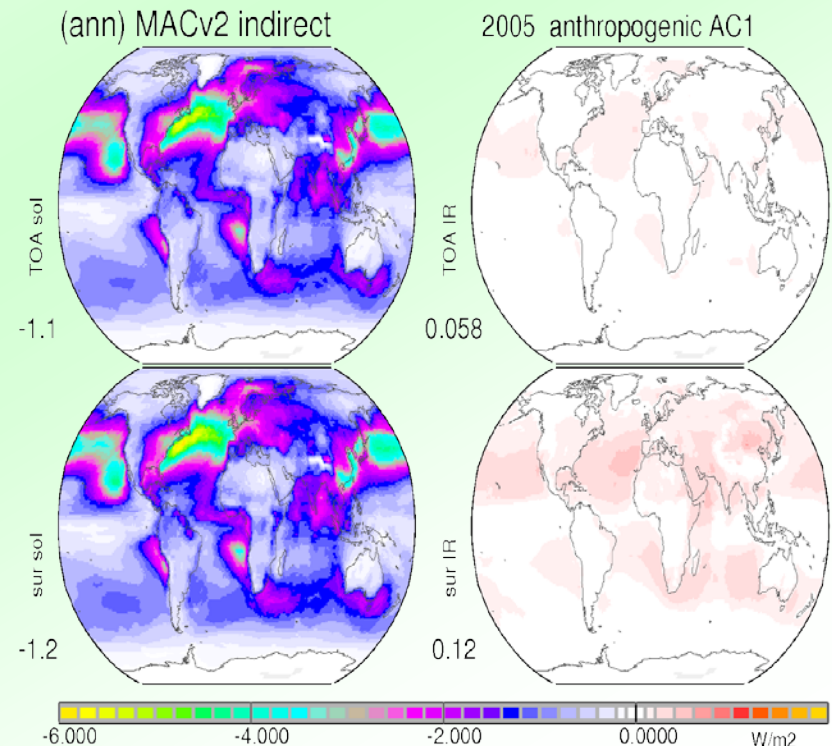 (ann) MACv2 indirect
2005 anthropogenic AC1
TOA sol
-1.1
TOA IR
0.058
sur sol
-1.2
sur IR
0.12
-6.000 -4.000 -2.000 0.0000 W/m2